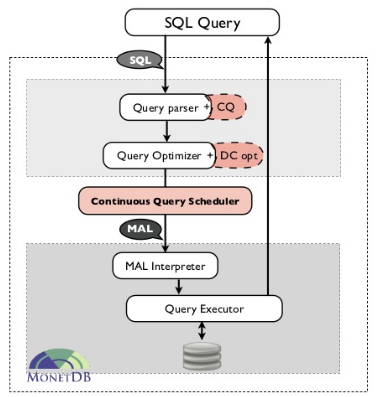 SQL Query
SQL
Query parser + CQ
Query Optimizer + DC opt
Continuous Query Scheduler
MAL
MAL Interpreter
Query Executor
MONETDB